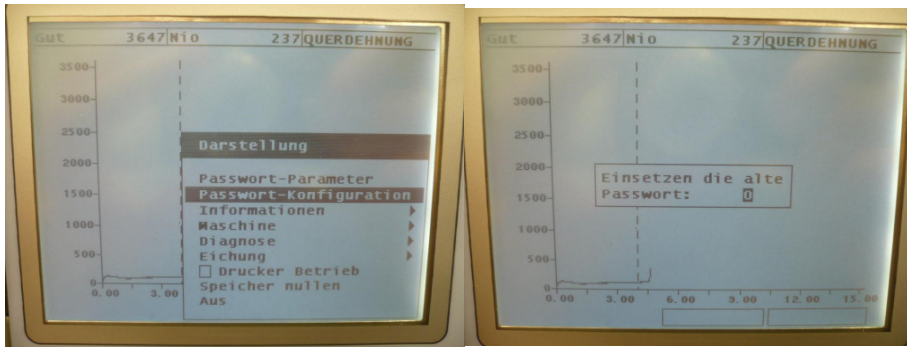 Gut 3647 Nio 237 QUERDEHNUNG
3500
3000
2500
2000
1500
1000
500
0
0.00 3.00
Darstellung
Passwort-Parameter
Passwort-Konfiguration
Informationen
Maschine
Diagnose
Eichung
Drucker Betrieb
Speicher nullen
Aus
Gut 3647 Nio 237 QUERDEHNUNG
3500
3000
2500
2000
1500
1000
500
0
0.00 3.00 6.00 9.00 12.00 15.00
Einsetzen die alte
Passwort: 0